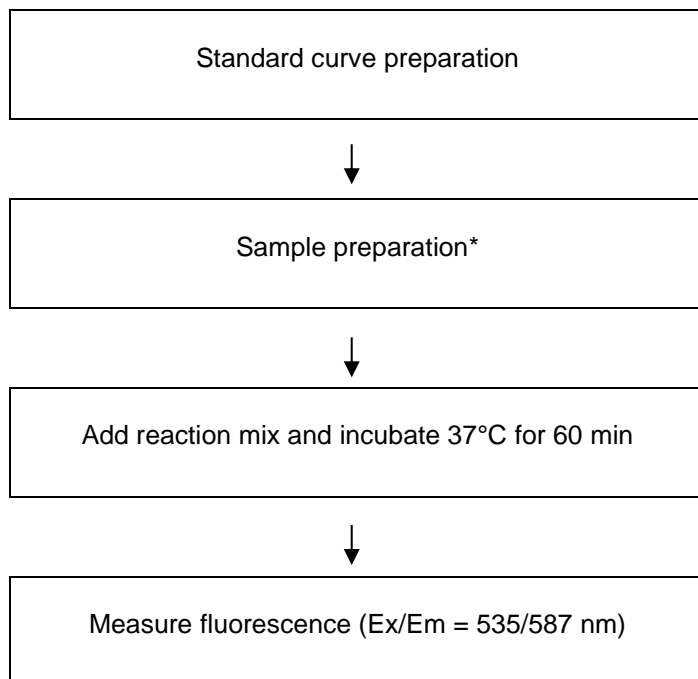 Standard curve preparation
Sample preparation*
Add reaction mix and incubate 37°C for 60 min
Measure fluorescence (Ex/Em = 535/587 nm)